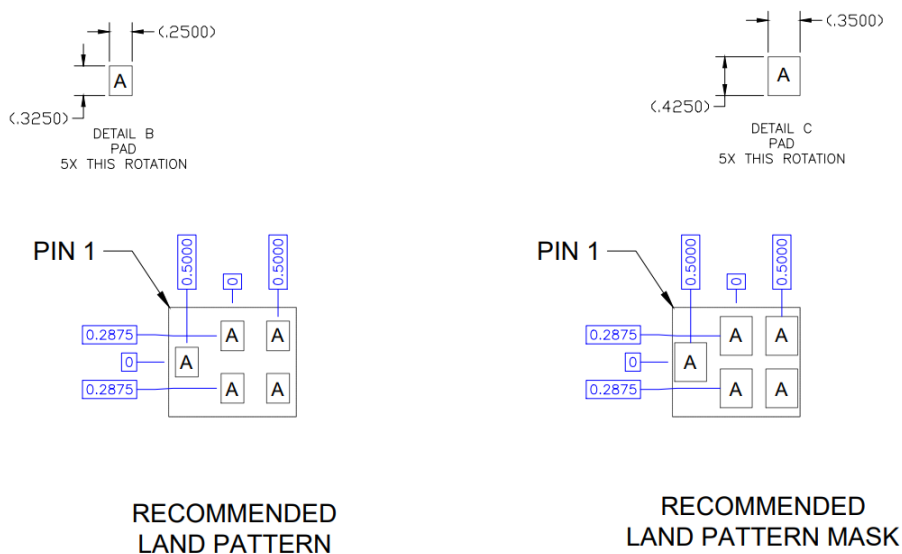 (.2500)
A
(.3250)
DETAIL B
PAD
5X THIS ROTATION
(.3500)
A
(.4250)
DETAIL C
PAD
5X THIS ROTATION
PIN 1
0.5000
0
0.5000
0.2875
0
0.2875
A
A
A
A
A
PIN 1
0.5000
0
0.5000
0.2875
0
0.2875
A
A
A
A
A
RECOMMENDED
LAND PATTERN
RECOMMENDED
LAND PATTERN MASK